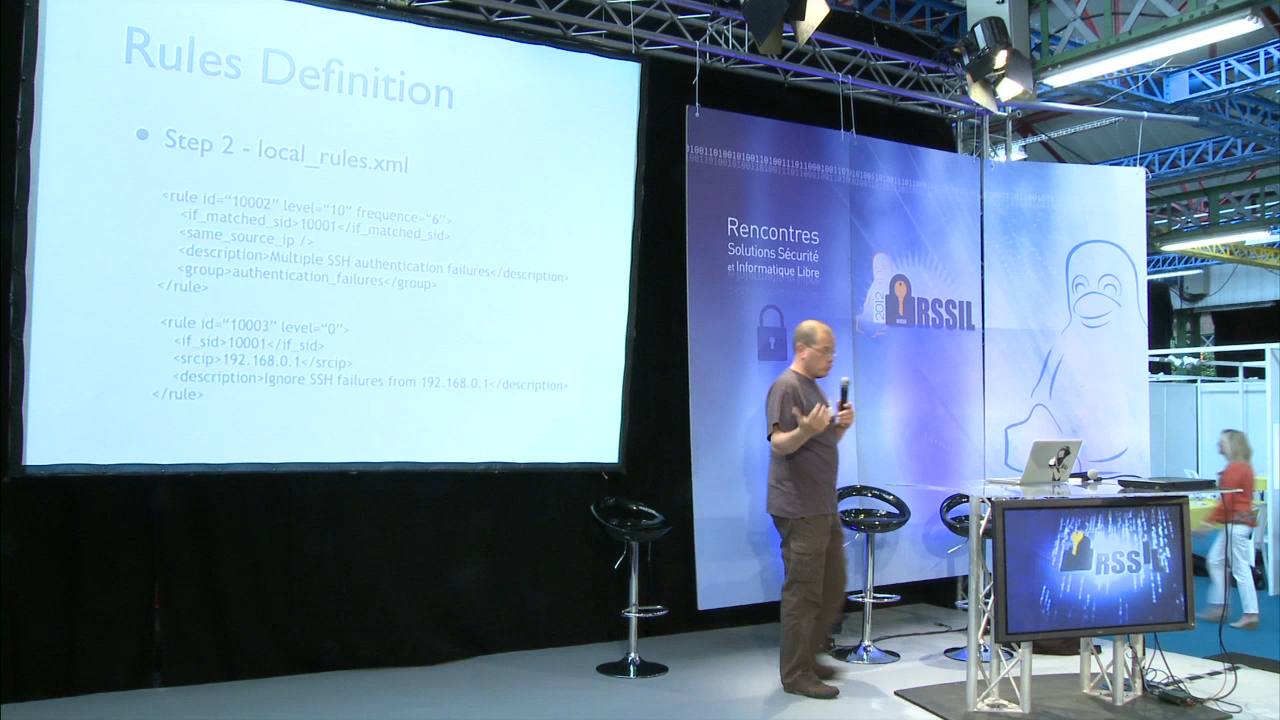 Rules Definition
• Step 2 - local_rules.xml
<rule id="10002" level="10" frequence="6">
<if_matched_sid>10001</if_matched_sid>
<same_source_ip />
<description>Multiple SSH authentication failures</description>
<group>authentication_failures</group>
</rule>
<rule id="10003" level="0">
<if_sid>10001</if_sid>
<srcip>192.168.0.1</srcip>
<description>Ignore SSH failures from 192.168.0.1</description>
</rule>
Rencontres
Solutions Sécurité
et Informatique Libre
2012
RSSIL
RSSIL